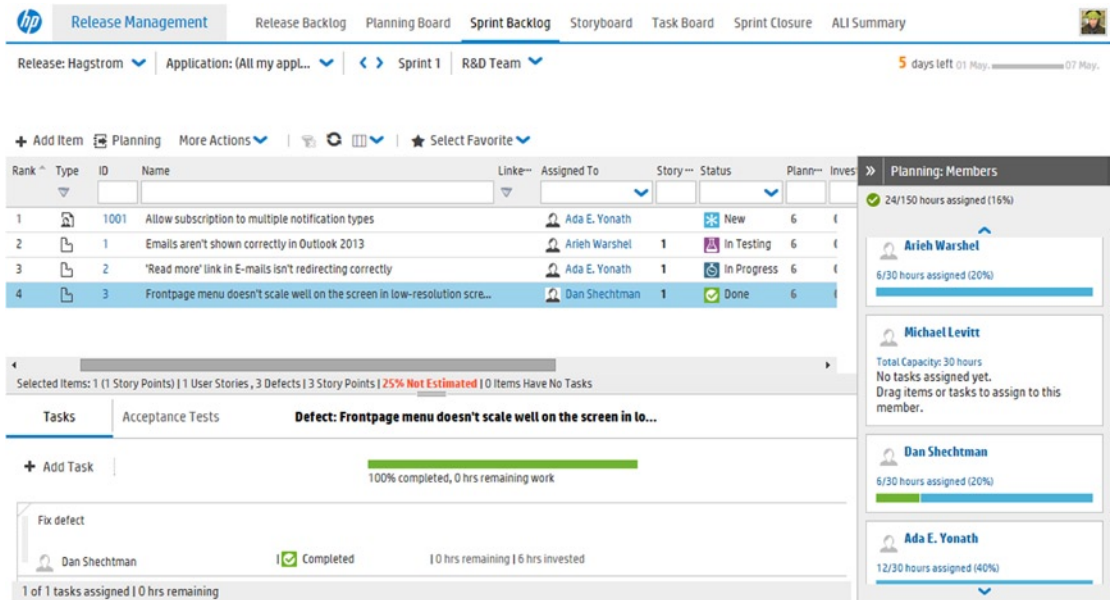 hp Release Management Release Backlog Planning Board Sprint Backlog Storyboard Task Board Sprint Closure ALI Summary
Release: Hagstrom Application: (All my appl... Sprint 1 R&D Team 5 days left 01 May. 07 May.
+ Add Item Planning More Actions Select Favorite
Rank Type ID Name Linke... Assigned To Story ... Status Plann... Inves
Planning: Members
24/150 hours assigned (16%)
1 1001 Allow subscription to multiple notification types Ada E. Yonath New 6
2 1 Emails aren't shown correctly in Outlook 2013 Arieh Warshel 1 In Testing 6
3 2 'Read more' link in E-mails isn't redirecting correctly Ada E. Yonath 1 In Progress 6
4 3 Frontpage menu doesn't scale well on the screen in low-resolution scre... Dan Shechtman 1 Done 6
Selected Items: 1 (1 Story Points) | 1 User Stories , 3 Defects | 3 Story Points | 25% Not Estimated | 0 Items Have No Tasks
Tasks Acceptance Tests Defect: Frontpage menu doesn't scale well on the screen in lo...
+ Add Task
100% completed, 0 hrs remaining work
Fix defect
Dan Shechtman | Completed | 0 hrs remaining | 6 hrs invested
1 of 1 tasks assigned | 0 hrs remaining
Arieh Warshel
6/30 hours assigned (20%)
Michael Levitt
Total Capacity: 30 hours
No tasks assigned yet.
Drag items or tasks to assign to this
member.
Dan Shechtman
6/30 hours assigned (20%)
Ada E. Yonath
12/30 hours assigned (40%)